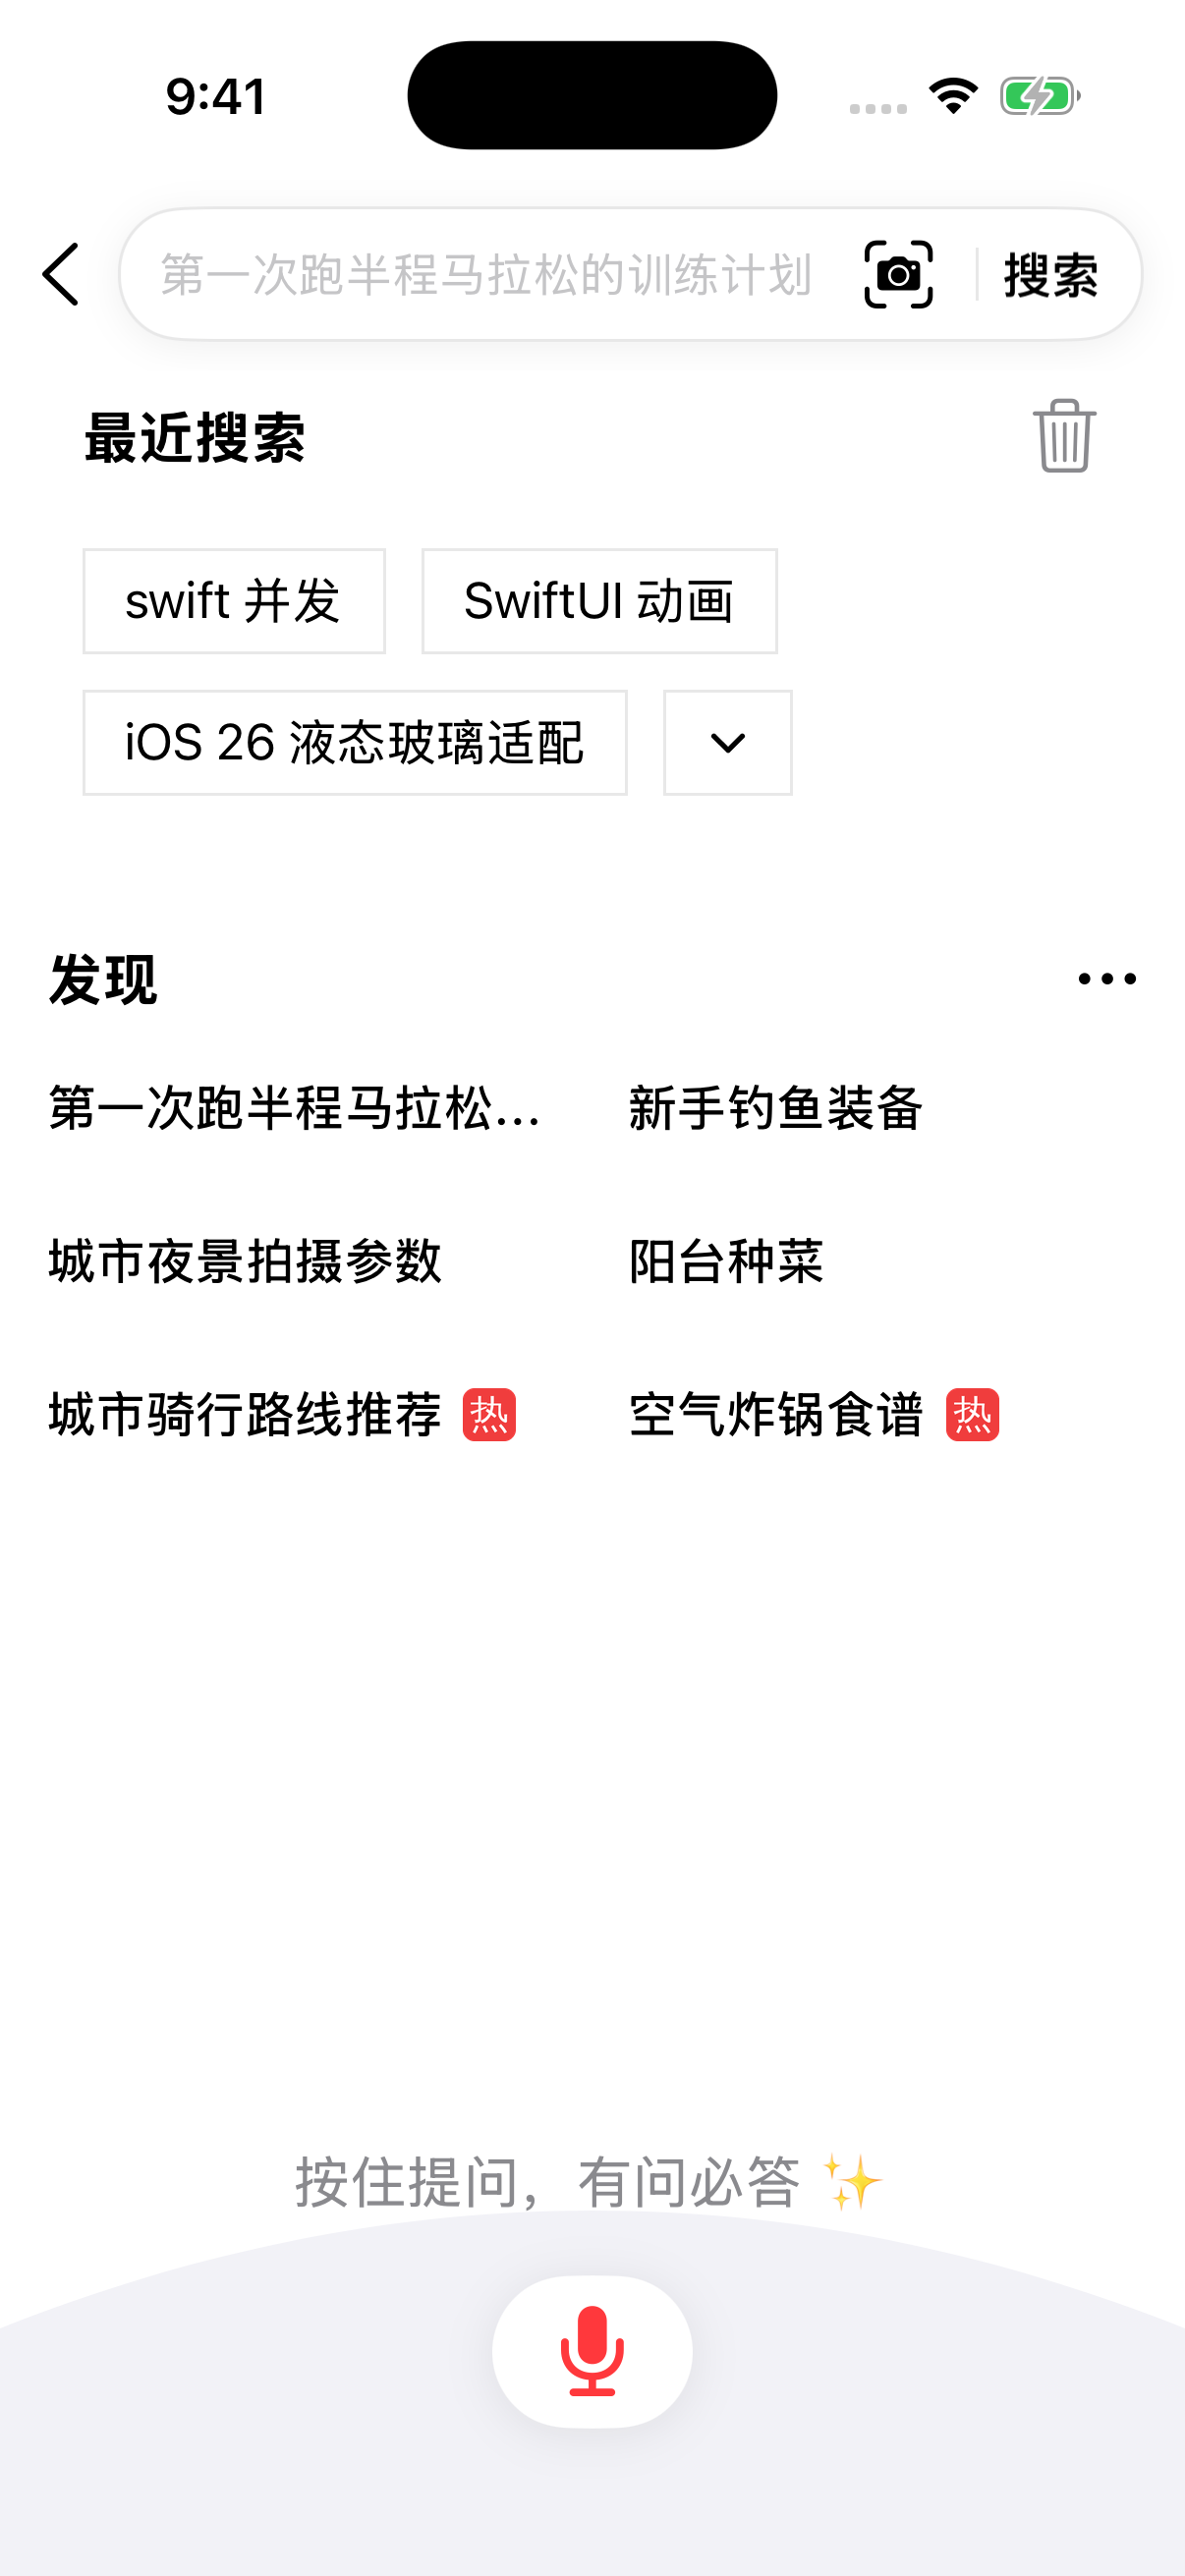 9:41
第一次跑半程马拉松的训练计划 搜索
最近搜索
swift 并发 SwiftUI 动画
iOS 26 液态玻璃适配
发现
第一次跑半程马拉松... 新手钓鱼装备
城市夜景拍摄参数 阳台种菜
城市骑行路线推荐 热 空气炸锅食谱 热
按住提问，有问必答 ✨